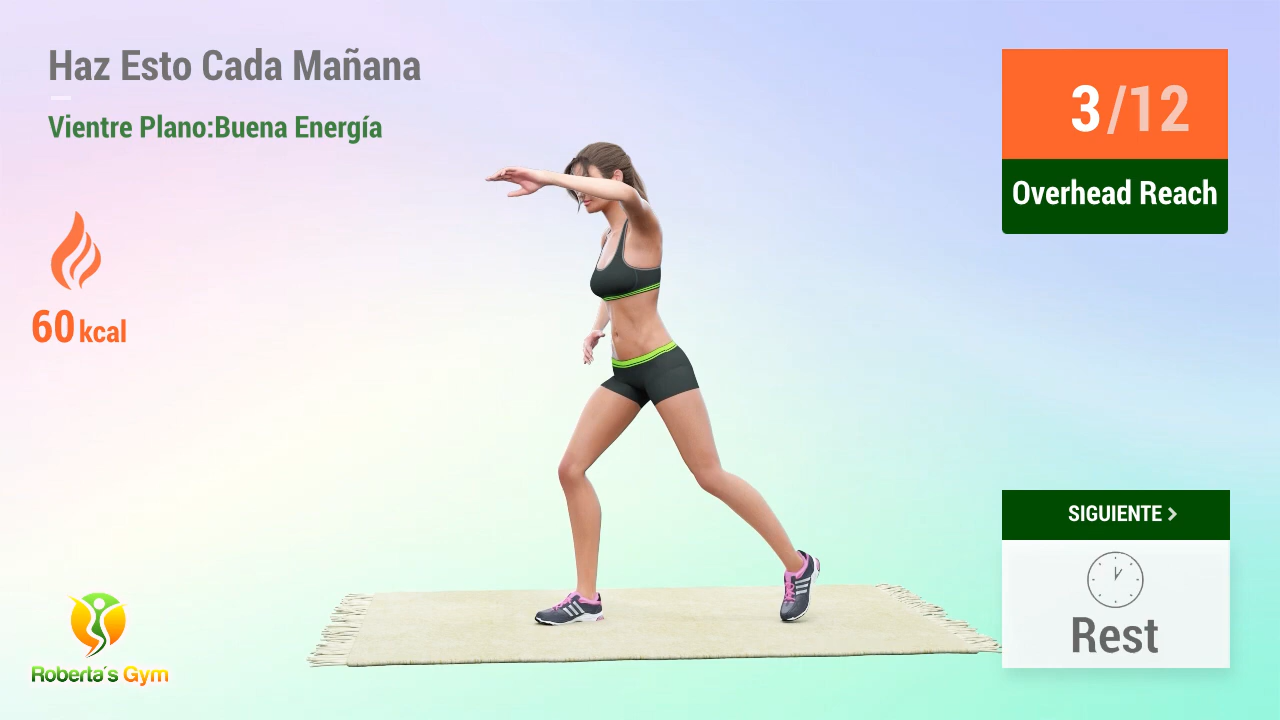 Haz Esto Cada Mañana
Vientre Plano:Buena Energía
3/12
Overhead Reach
60 kcal
SIGUIENTE >
Rest
Roberta´s Gym